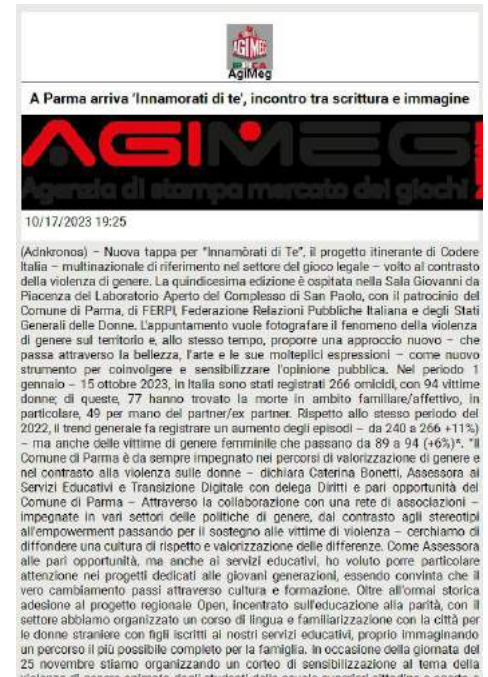 AGIMEG
AgiMeg
A Parma arriva 'Innamorati di te', incontro tra scrittura e immagine
AGIMEG
Agenzia di stampa mercato dei giochi
10/17/2023 19:25
(Adnkronos) – Nuova tappa per "Innamòrati di Te", il progetto itinerante di Codere
Italia – multinazionale di riferimento nel settore del gioco legale – volto al contrasto
della violenza di genere. La quindicesima edizione è ospitata nella Sala Giovanni da
Piacenza del Laboratorio Aperto del Complesso di San Paolo, con il patrocinio del
Comune di Parma, di FERPI, Federazione Relazioni Pubbliche Italiana e degli Stati
Generali delle Donne. L'appuntamento vuole fotografare il fenomeno della violenza
di genere sul territorio e, allo stesso tempo, proporre una approccio nuovo – che
passa attraverso la bellezza, l'arte e le sue molteplici espressioni – come nuovo
strumento per coinvolgere e sensibilizzare l'opinione pubblica. Nel periodo 1
gennaio – 15 ottobre 2023, in Italia sono stati registrati 266 omicidi, con 94 vittime
donne; di queste, 77 hanno trovato la morte in ambito familiare/affettivo, in
particolare, 49 per mano del partner/ex partner. Rispetto allo stesso periodo del
2022, il trend generale fa registrare un aumento degli episodi – da 240 a 266 +11%)
– ma anche delle vittime di genere femminile che passano da 89 a 94 (+6%)*. "Il
Comune di Parma è da sempre impegnato nei percorsi di valorizzazione di genere e
nel contrasto alla violenza sulle donne – dichiara Caterina Bonetti, Assessora ai
Servizi Educativi e Transizione Digitale con delega Diritti e pari opportunità del
Comune di Parma – Attraverso la collaborazione con una rete di associazioni –
impegnate in vari settori delle politiche di genere, dal contrasto agli stereotipi
all'empowerment passando per il sostegno alle vittime di violenza – cerchiamo di
diffondere una cultura di rispetto e valorizzazione delle differenze. Come Assessora
alle pari opportunità, ma anche ai servizi educativi, ho voluto porre particolare
attenzione nei progetti dedicati alle giovani generazioni, essendo convinta che il
vero cambiamento passi attraverso cultura e formazione. Oltre all'ormai storica
adesione al progetto regionale Open, incentrato sull'educazione alla parità, con il
settore abbiamo organizzato un corso di lingua e familiarizzazione con la città per
le donne straniere con figli iscritti ai nostri servizi educativi, proprio immaginando
un percorso il più possibile completo per la famiglia. In occasione della giornata del
25 novembre stiamo organizzando un corteo di sensibilizzazione al tema della